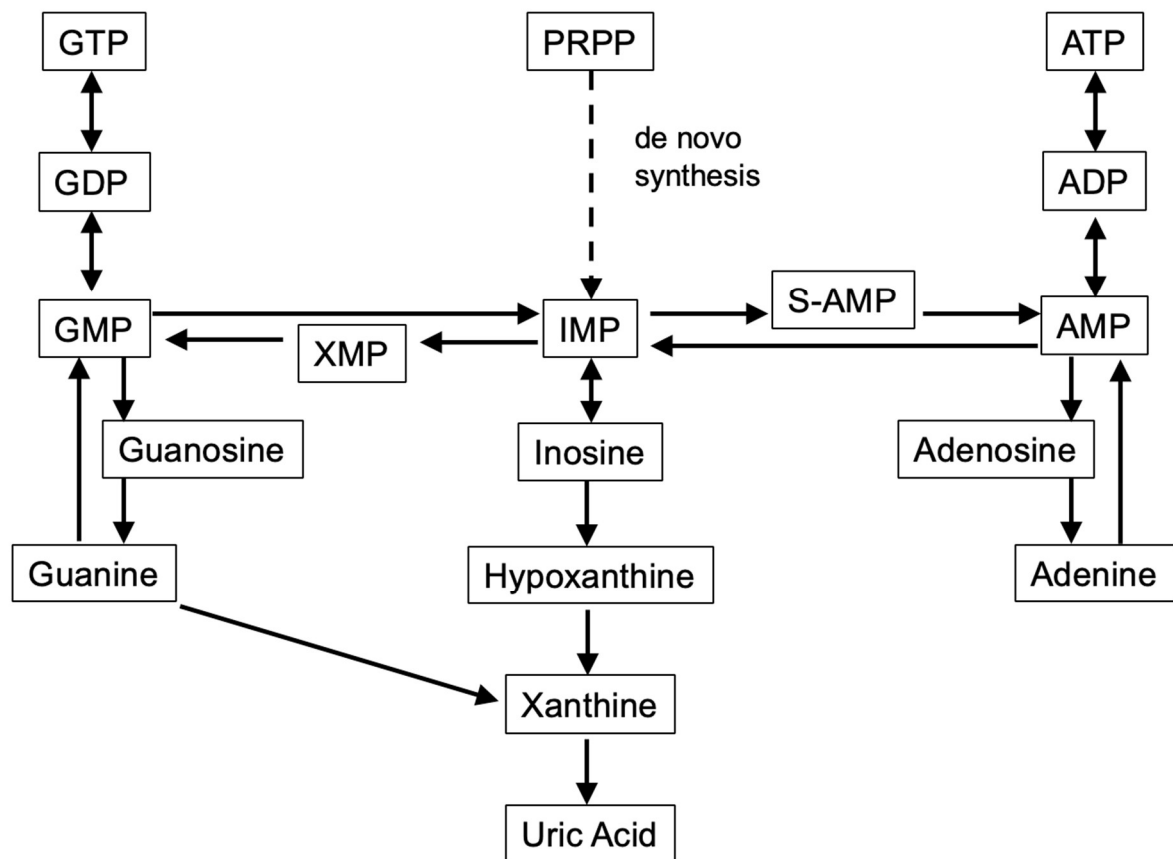 GTP
PRPP
ATP
de novo
synthesis
GDP
ADP
GMP
XMP
IMP
S-AMP
AMP
Guanosine
Inosine
Adenosine
Guanine
Hypoxanthine
Adenine
Xanthine
Uric Acid